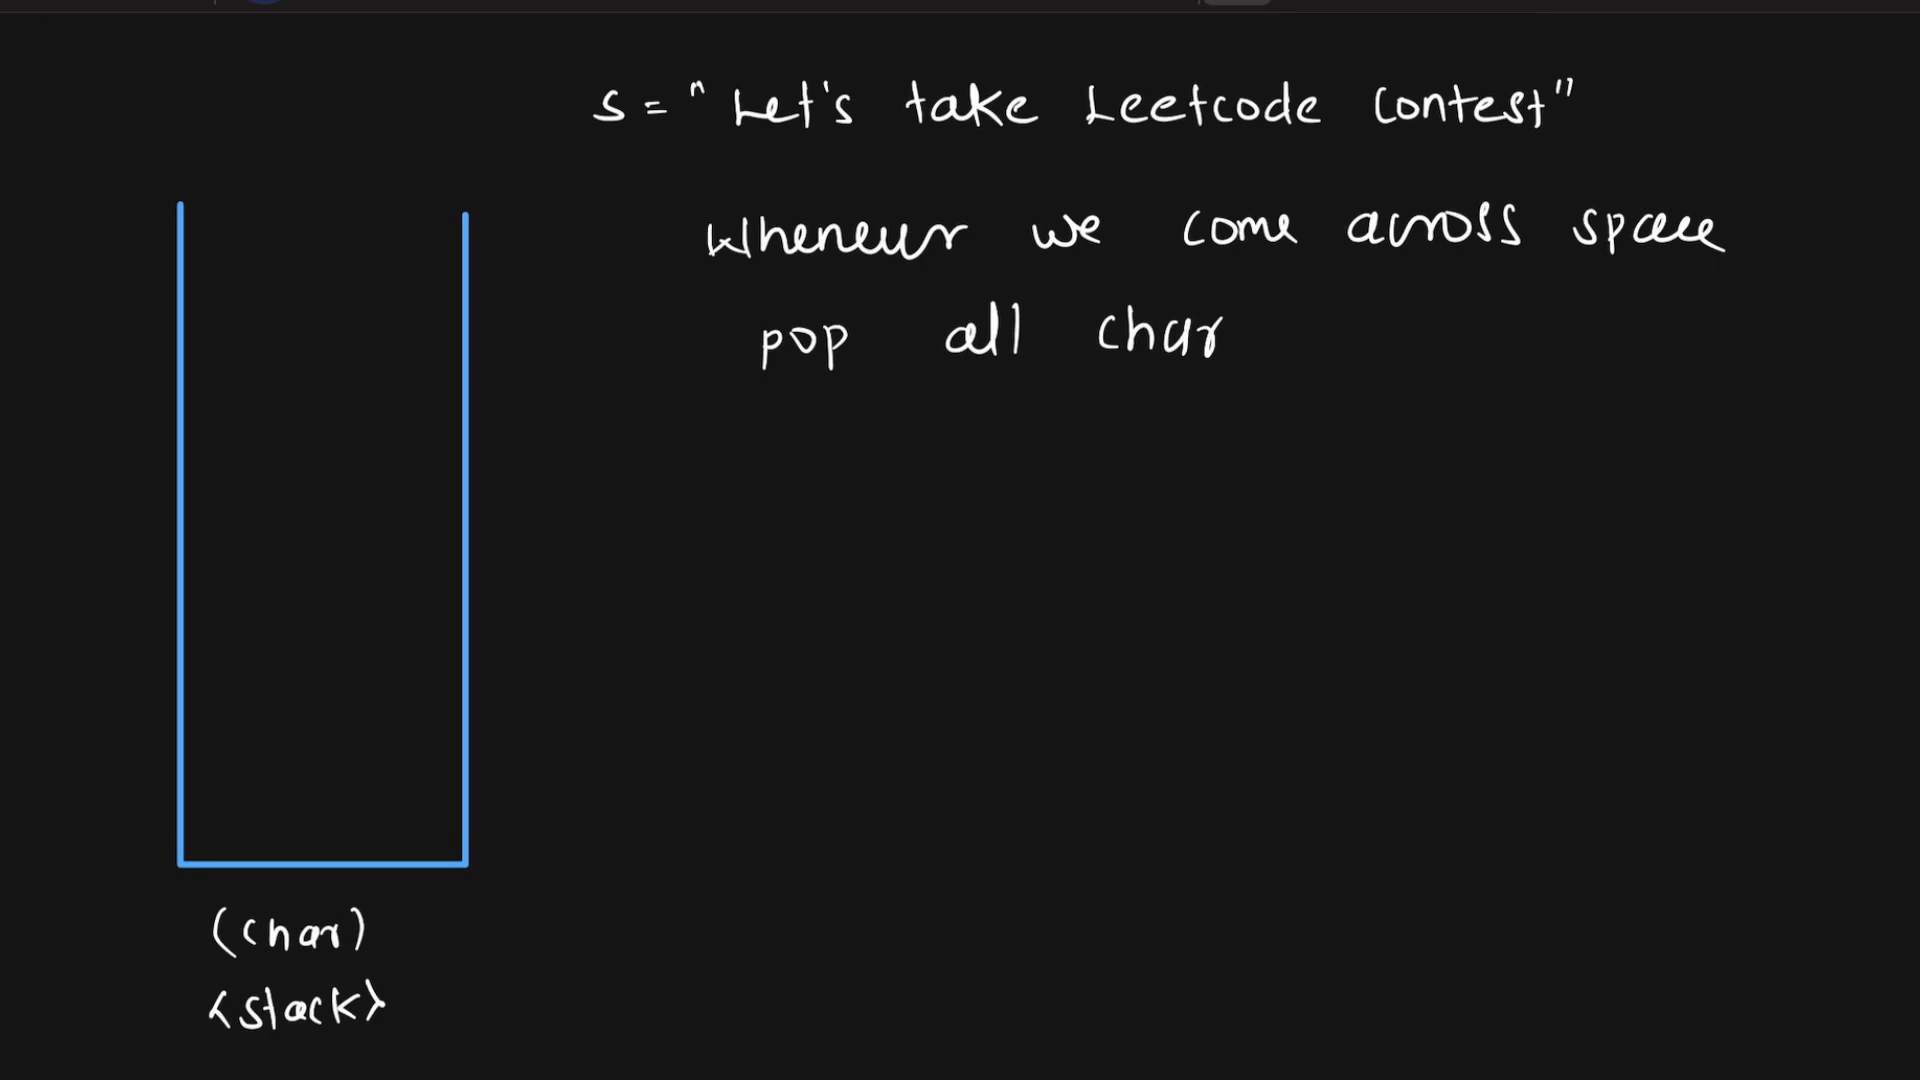 s = "Let's take Leetcode Contest"
Whenever we come across space
pop all char
(char)
<stack>